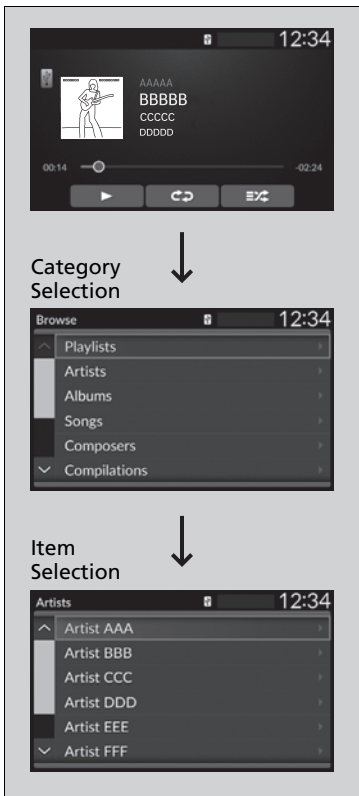 12:34
AAAAA
BBBBB
CCCCC
DDDDD
00:14 -02:24
Category
Selection
Browse 12:34
Playlists
Artists
Albums
Songs
Composers
Compilations
Item
Selection
Artists 12:34
Artist AAA
Artist BBB
Artist CCC
Artist DDD
Artist EEE
Artist FFF